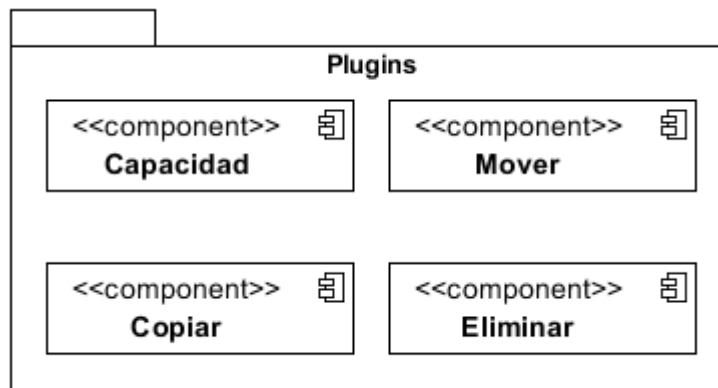 Plugins
<<component>>
Capacidad
<<component>>
Mover
<<component>>
Copiar
<<component>>
Eliminar